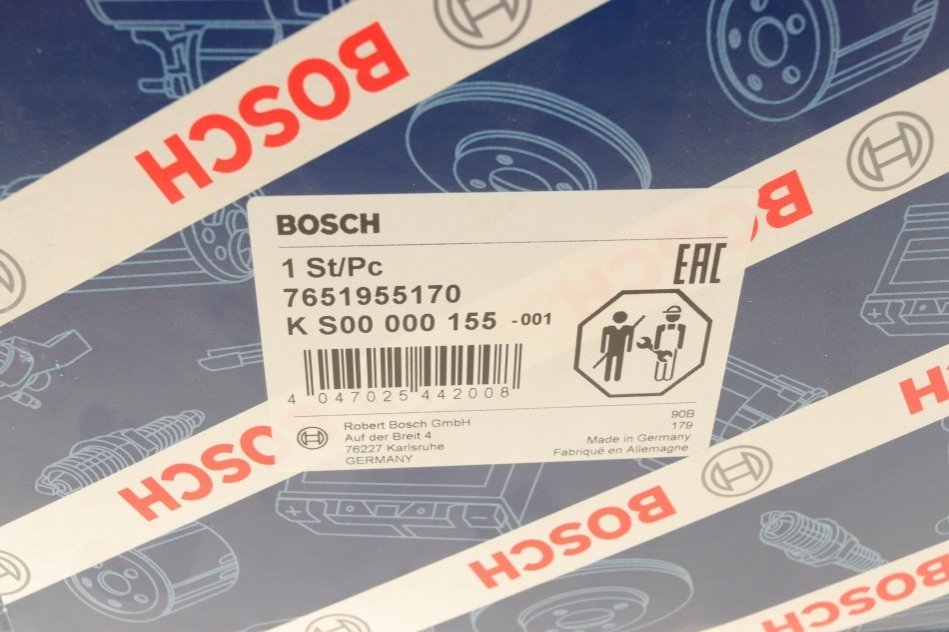 BOSCH
BOSCH
BOSCH
EAC
1 St/Pc
7651955170
K S00 000 155 -001
4 047025 442008
Robert Bosch GmbH
Auf der Breit 4
76227 Karlsruhe
GERMANY
90B
179
Made in Germany
Fabriqué en Allemagne
BOSCH
BOSCH
BOSCH